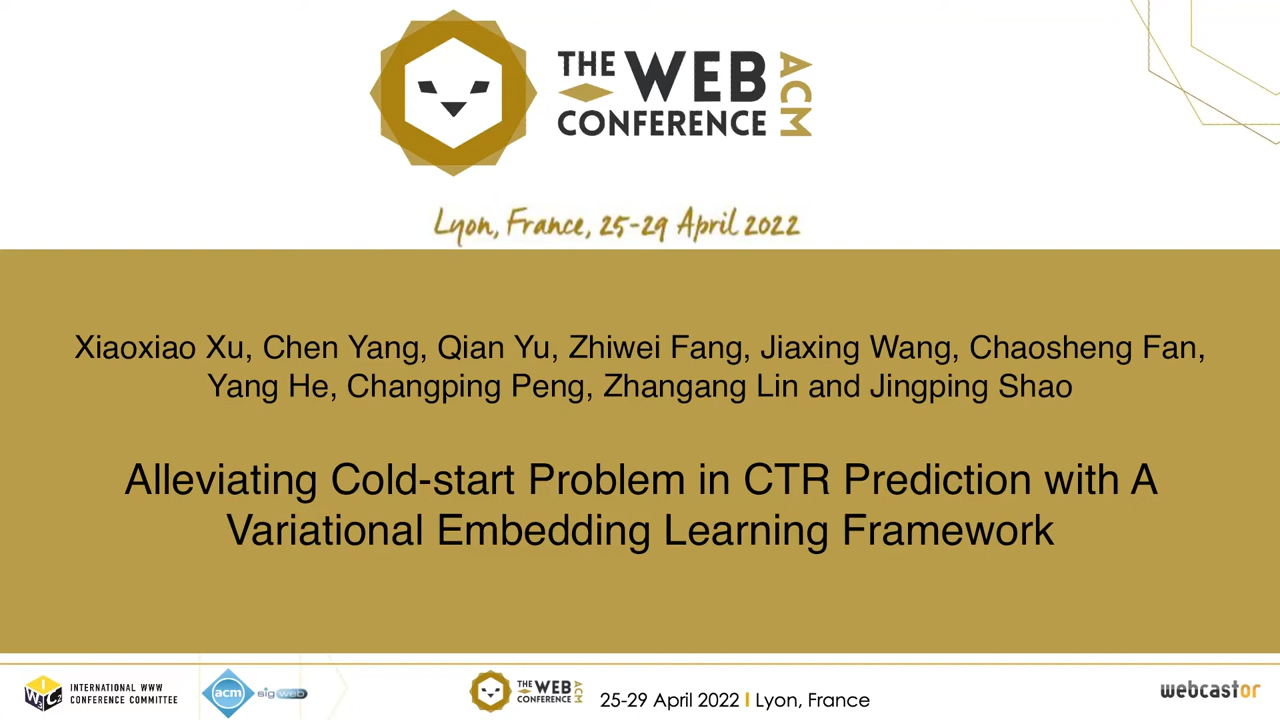 THE WEB CONFERENCE ACM
Lyon, France, 25-29 April 2022
Xiaoxiao Xu, Chen Yang, Qian Yu, Zhiwei Fang, Jiaxing Wang, Chaosheng Fan,
Yang He, Changping Peng, Zhangang Lin and Jingping Shao
Alleviating Cold-start Problem in CTR Prediction with A
Variational Embedding Learning Framework
INTERNATIONAL WWW
CONFERENCE COMMITTEE
acm sigweb
THE WEB CONFERENCE ACM
25-29 April 2022 I Lyon, France
webcastor